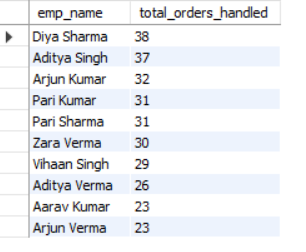 emp_name total_orders_handled
Diya Sharma 38
Aditya Singh 37
Arjun Kumar 32
Pari Kumar 31
Pari Sharma 31
Zara Verma 30
Vihaan Singh 29
Aditya Verma 26
Aarav Kumar 23
Arjun Verma 23